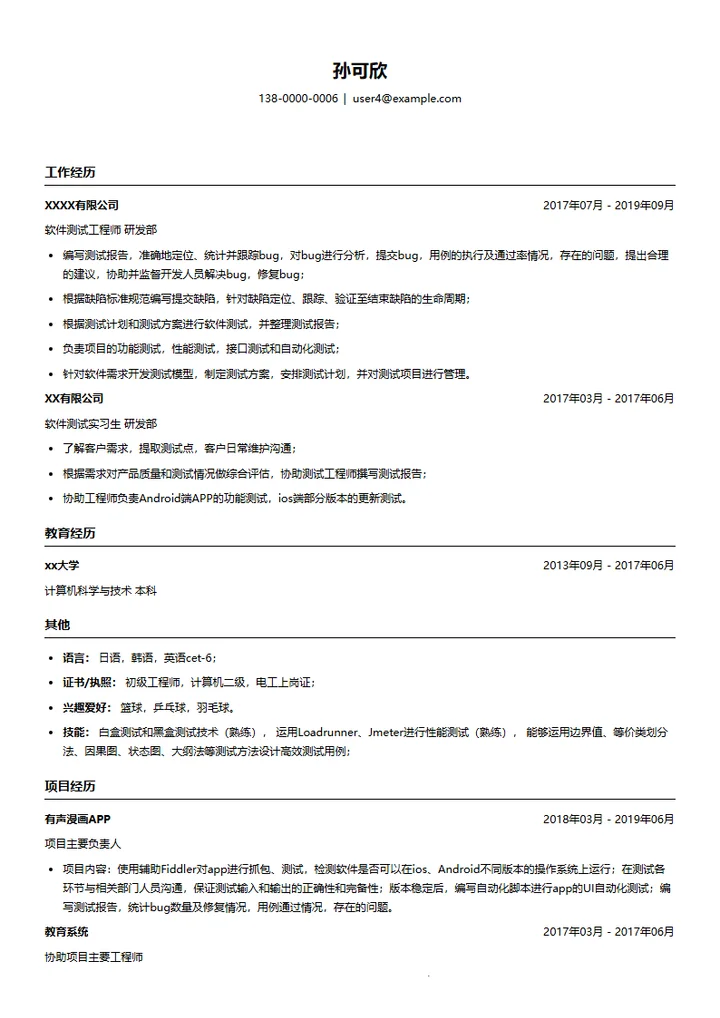 孙可欣
138-0000-0006 | user4@example.com
工作经历
XXXX有限公司 2017年07月 - 2019年09月
软件测试工程师 研发部
• 编写测试报告，准确地定位、统计并跟踪bug，对bug进行分析，提交bug，用例的执行及通过率情况，存在的问题，提出合理
的建议，协助并监督开发人员解决bug，修复bug；
• 根据缺陷标准规范编写提交缺陷，针对缺陷定位、跟踪、验证至结束缺陷的生命周期；
• 根据测试计划和测试方案进行软件测试，并整理测试报告；
• 负责项目的功能测试，性能测试，接口测试和自动化测试；
• 针对软件需求开发测试模型，制定测试方案，安排测试计划，并对测试项目进行管理。
XX有限公司 2017年03月 - 2017年06月
软件测试实习生 研发部
• 了解客户需求，提取测试点，客户日常维护沟通；
• 根据需求对产品质量和测试情况做综合评估，协助测试工程师撰写测试报告；
• 协助工程师负责Android端APP的功能测试，ios端部分版本的更新测试。
教育经历
xx大学 2013年09月 - 2017年06月
计算机科学与技术 本科
其他
• 语言： 日语，韩语，英语cet-6；
• 证书/执照： 初级工程师，计算机二级，电工上岗证；
• 兴趣爱好： 篮球，乒乓球，羽毛球。
• 技能： 白盒测试和黑盒测试技术（熟练）， 运用Loadrunner、Jmeter进行性能测试（熟练）， 能够运用边界值、等价类划分
法、因果图、状态图、大纲法等测试方法设计高效测试用例；
项目经历
有声漫画APP 2018年03月 - 2019年06月
项目主要负责人
• 项目内容：使用辅助Fiddler对app进行抓包、测试，检测软件是否可以在ios、Android不同版本的操作系统上运行；在测试各
环节与相关部门人员沟通，保证测试输入和输出的正确性和完备性；版本稳定后，编写自动化脚本进行app的UI自动化测试；编
写测试报告，统计bug数量及修复情况，用例通过情况，存在的问题。
教育系统 2017年03月 - 2017年06月
协助项目主要工程师